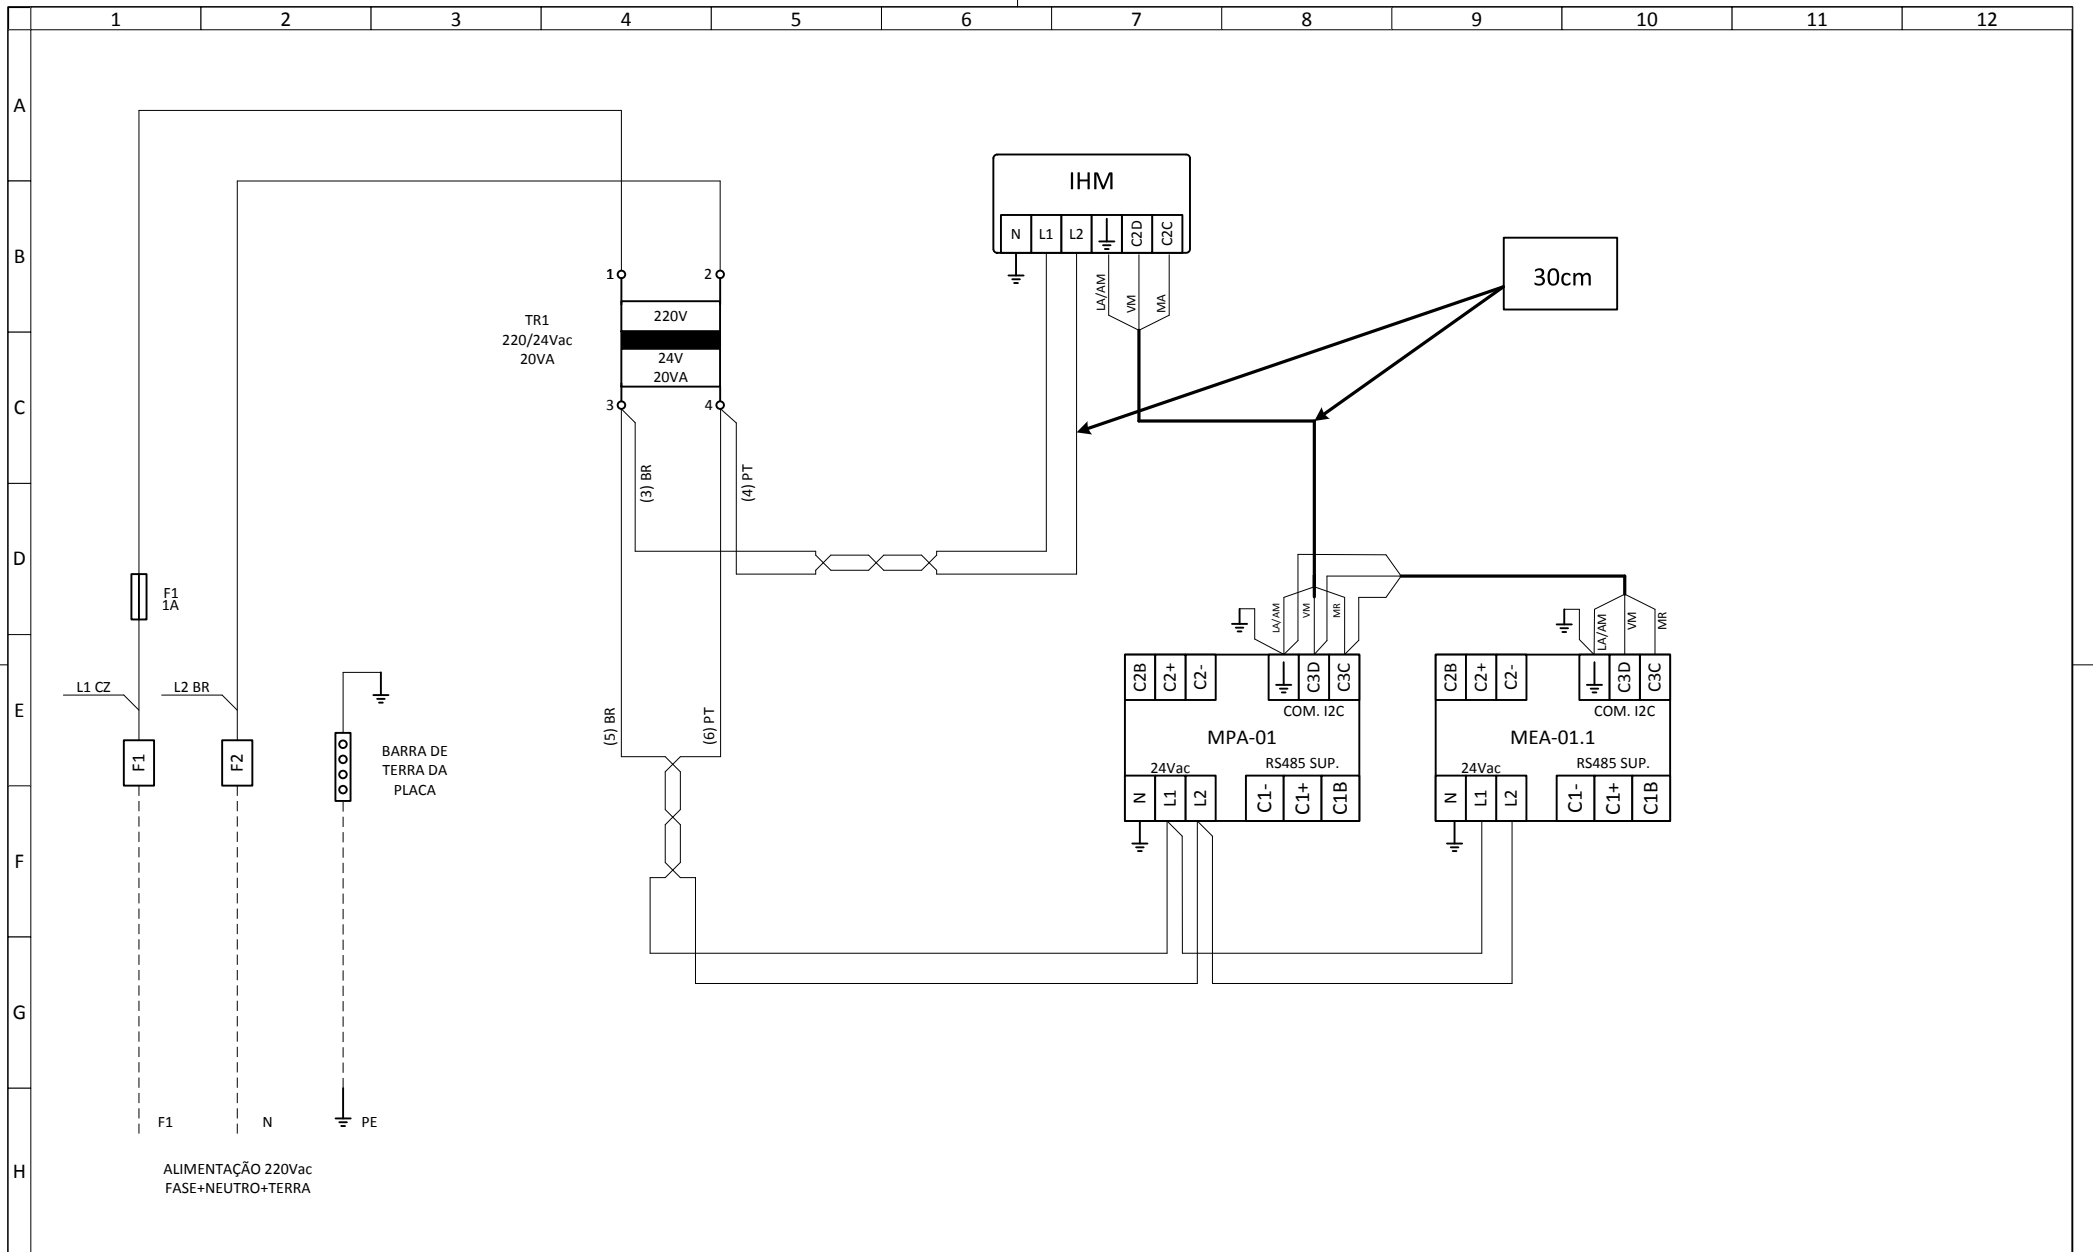 1 2 3 4 5 6 7 8 9 10 11 12
A
B
C
D
E
F
G
H
IHM
N L1 L2 C2D C2C
LA/AM VM MA
30cm
1 2
TR1
220/24Vac
20VA
220V
24V
20VA
3 4
(3) BR
(4) PT
F1
1A
L1 CZ
L2 BR
F1
F2
BARRA DE
TERRA DA
PLACA
(5) BR
(6) PT
LA/AM VM MR
C2B C2+ C2- C3D C3C
COM. I2C
MPA-01
24Vac
RS485 SUP.
N L1 L2 C1- C1+ C1B
LA/AM VM MR
C2B C2+ C2- C3D C3C
COM. I2C
MEA-01.1
24Vac
RS485 SUP.
N L1 L2 C1- C1+ C1B
F1 N PE
ALIMENTAÇÃO 220Vac
FASE+NEUTRO+TERRA